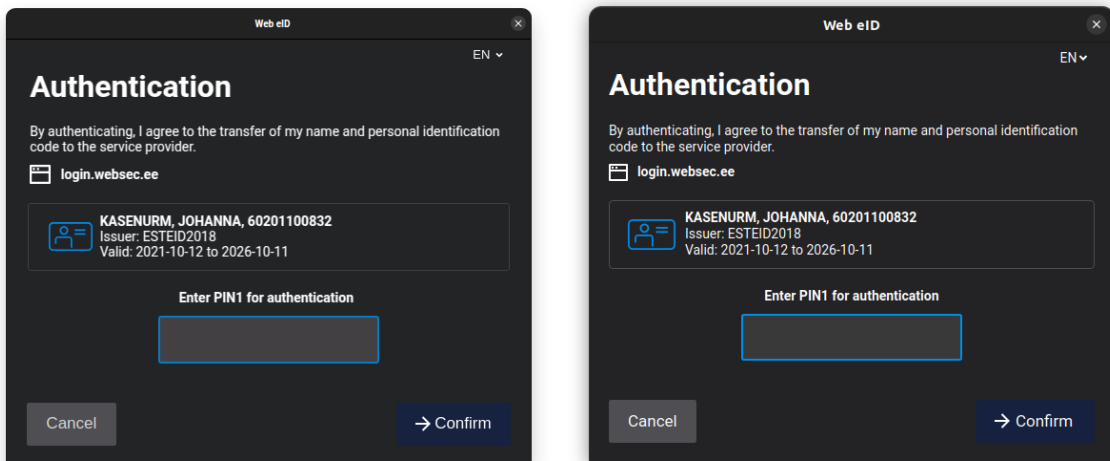 Web eID
EN
Authentication
By authenticating, I agree to the transfer of my name and personal identification
code to the service provider.
login.websec.ee
KASENURM, JOHANNA, 60201100832
Issuer: ESTEID2018
Valid: 2021-10-12 to 2026-10-11
Enter PIN1 for authentication
Cancel
Confirm
Web eID
EN
Authentication
By authenticating, I agree to the transfer of my name and personal identification
code to the service provider.
login.websec.ee
KASENURM, JOHANNA, 60201100832
Issuer: ESTEID2018
Valid: 2021-10-12 to 2026-10-11
Enter PIN1 for authentication
Cancel
Confirm